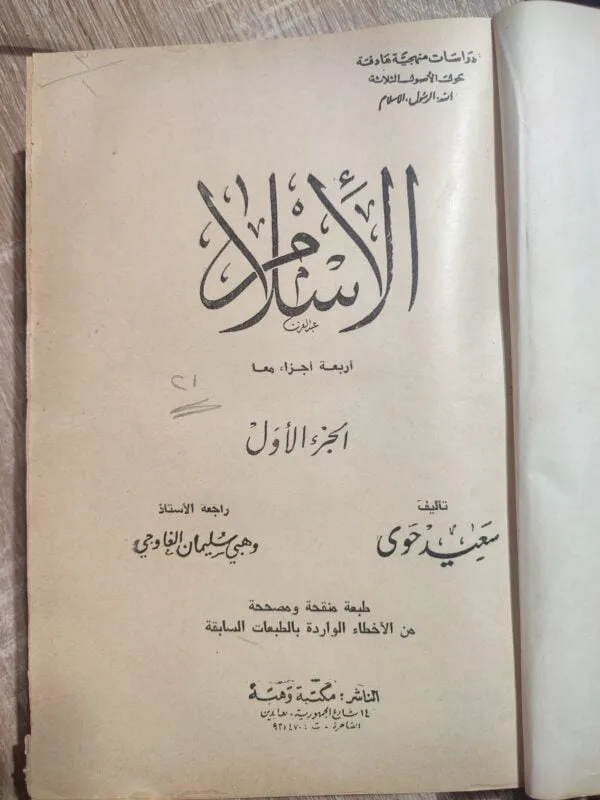 دراسات منهجية هادفة
حول الأصول الثلاثة
الله، الرسول، الإسلام
الإسلام
أربعة أجزاء معا
٢١
الجزء الأول
تأليف
سعيد حوى
راجعه الأستاذ
وهبي سليمان الغاوجي
طبعة منقحة ومصححة
من الأخطاء الواردة بالطبعات السابقة
الناشر: مكتبة وهبة
١٤ شارع الجمهورية - عابدين
القاهرة - ت : ٩٢١٤٧٠